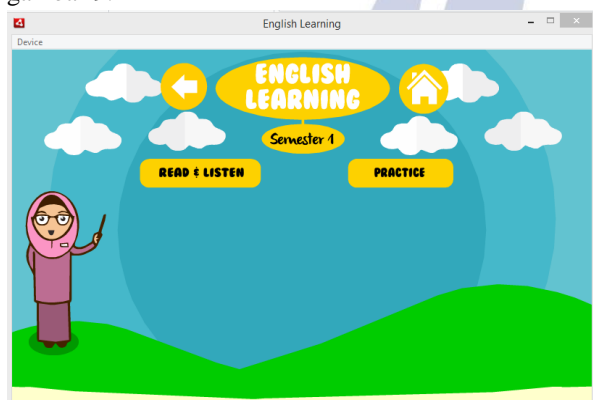 English Learning
Device
ENGLISH
LEARNING
Semester 1
READ & LISTEN
PRACTICE